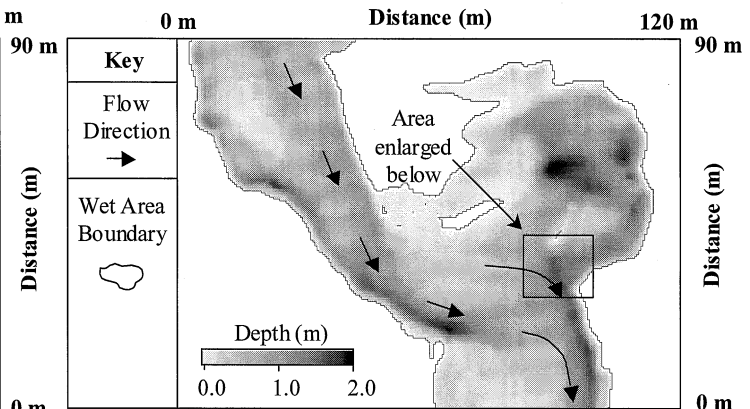 m
0 m
Distance (m)
120 m
90 m
90 m
Key
Flow
Direction
Wet Area
Boundary
Area
enlarged
below
Distance (m)
Distance (m)
Depth (m)
0.0
1.0
2.0
0 m
0 m